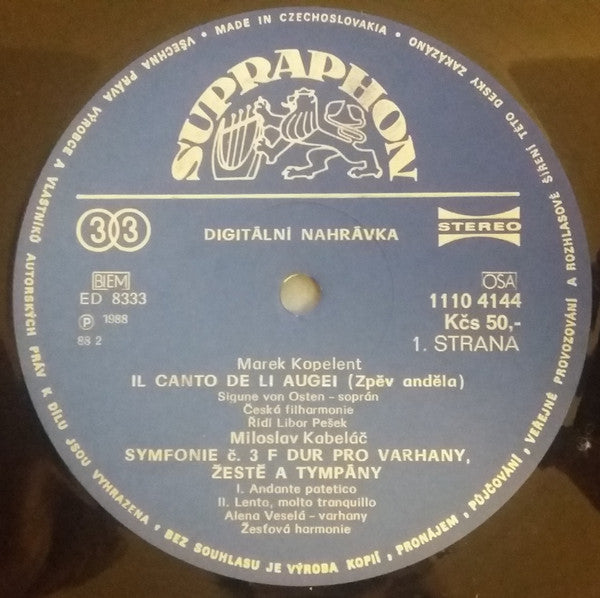 MADE IN CZECHOSLOVAKIA • VŠECHNA PRÁVA VÝROBCE A VLASTNÍKŮ AUTORSKÝCH PRÁV K DÍLU JSOU VYHRAZENA • BEZ SOUHLASU JE VÝROBA KOPIÍ, PRONÁJEM, PŮJČOVÁNÍ, VEŘEJNÉ PROVOZOVÁNÍ A ROZHLASOVÉ ŠÍŘENÍ TÉTO DESKY ZAKÁZÁNO •
SUPRAPHON
33
DIGITÁLNÍ NAHRÁVKA
STEREO
BIEM
ED 8333
℗ 1988
88 2
OSA
1110 4144
Kčs 50,-
1. STRANA
Marek Kopelent
IL CANTO DE LI AUGEI (Zpěv anděla)
Sigune von Osten - soprán
Česká filharmonie
Řídí Libor Pešek
Miloslav Kabeláč
SYMFONIE č. 3 F DUR PRO VARHANY,
ŽESTĚ A TYMPÁNY
I. Andante patetico
II. Lento, molto tranquillo
Alena Veselá - varhany
Žesťová harmonie